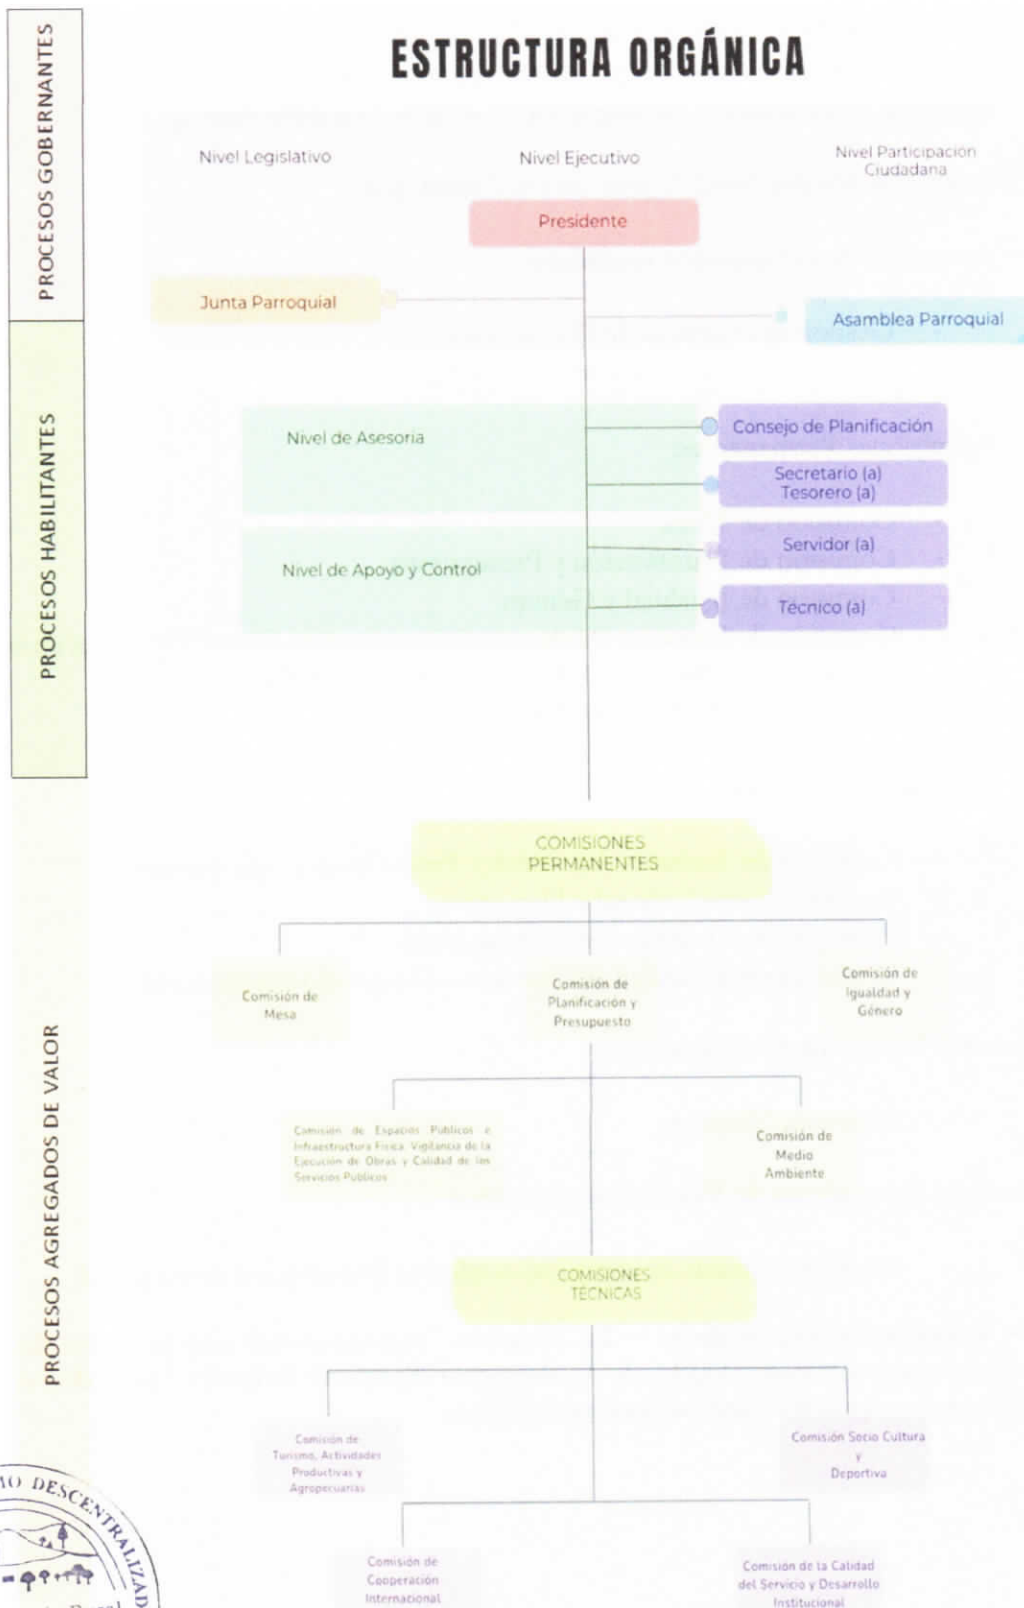 ESTRUCTURA ORGÁNICA
PROCESOS GOBERNANTES
Nivel Legislativo
Nivel Ejecutivo
Nivel Participación
Ciudadana
Presidente
Junta Parroquial
Asamblea Parroquial
PROCESOS HABILITANTES
Nivel de Asesoría
Consejo de Planificación
Secretario (a)
Tesorero (a)
Nivel de Apoyo y Control
Servidor (a)
Técnico (a)
PROCESOS AGREGADOS DE VALOR
COMISIONES
PERMANENTES
Comisión de
Mesa
Comisión de
Planificación y
Presupuesto
Comisión de
Igualdad y
Género
Comisión de Espacios Públicos e
Infraestructura Física, Vigilancia de la
Ejecución de Obras y Calidad de los
Servicios Públicos
Comisión de
Medio
Ambiente
COMISIONES
TÉCNICAS
Comisión de
Turismo, Actividades
Productivas y
Agropecuarias
Comisión Socio Cultura
y
Deportiva
Comisión de
Cooperación
International
Comisión de la Calidad
del Servicio y Desarrollo
Institucional
DESCENTRALIZAD